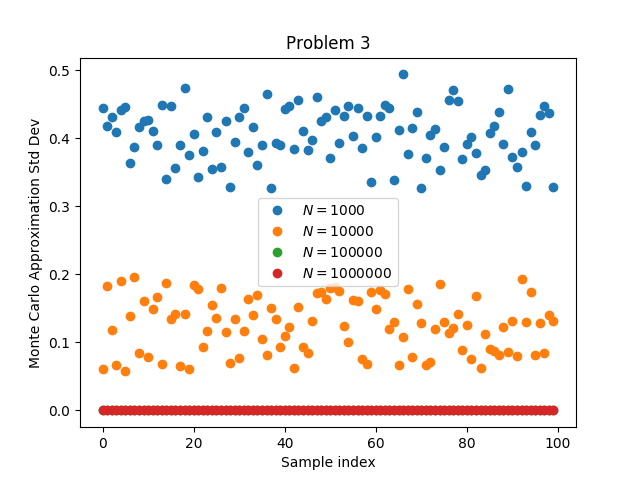 Problem 3
Monte Carlo Approximation Std Dev
0.5
0.4
0.3
0.2
0.1
0.0
N = 1000
N = 10000
N = 100000
N = 1000000
0 20 40 60 80 100
Sample index